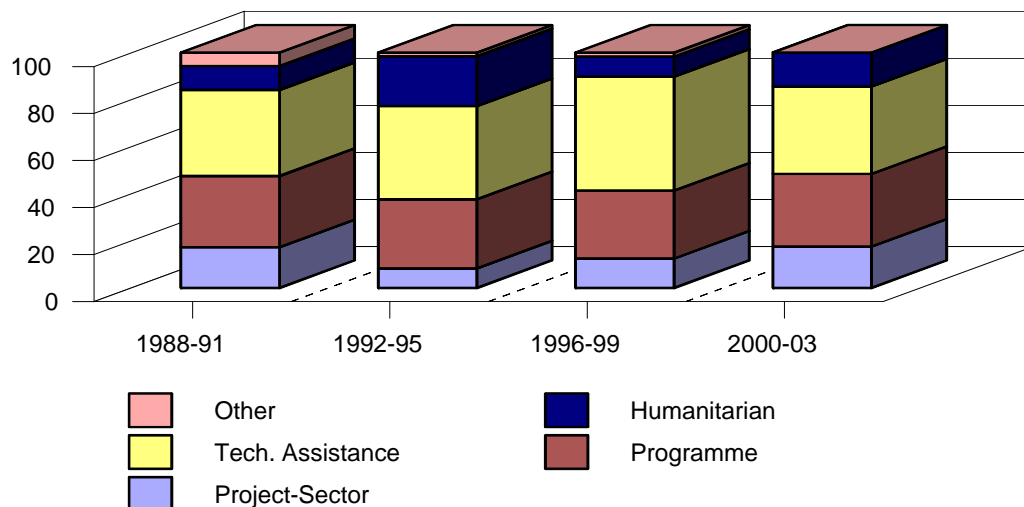 100
80
60
40
20
0
1988-91 1992-95 1996-99 2000-03
Other Humanitarian
Tech. Assistance Programme
Project-Sector